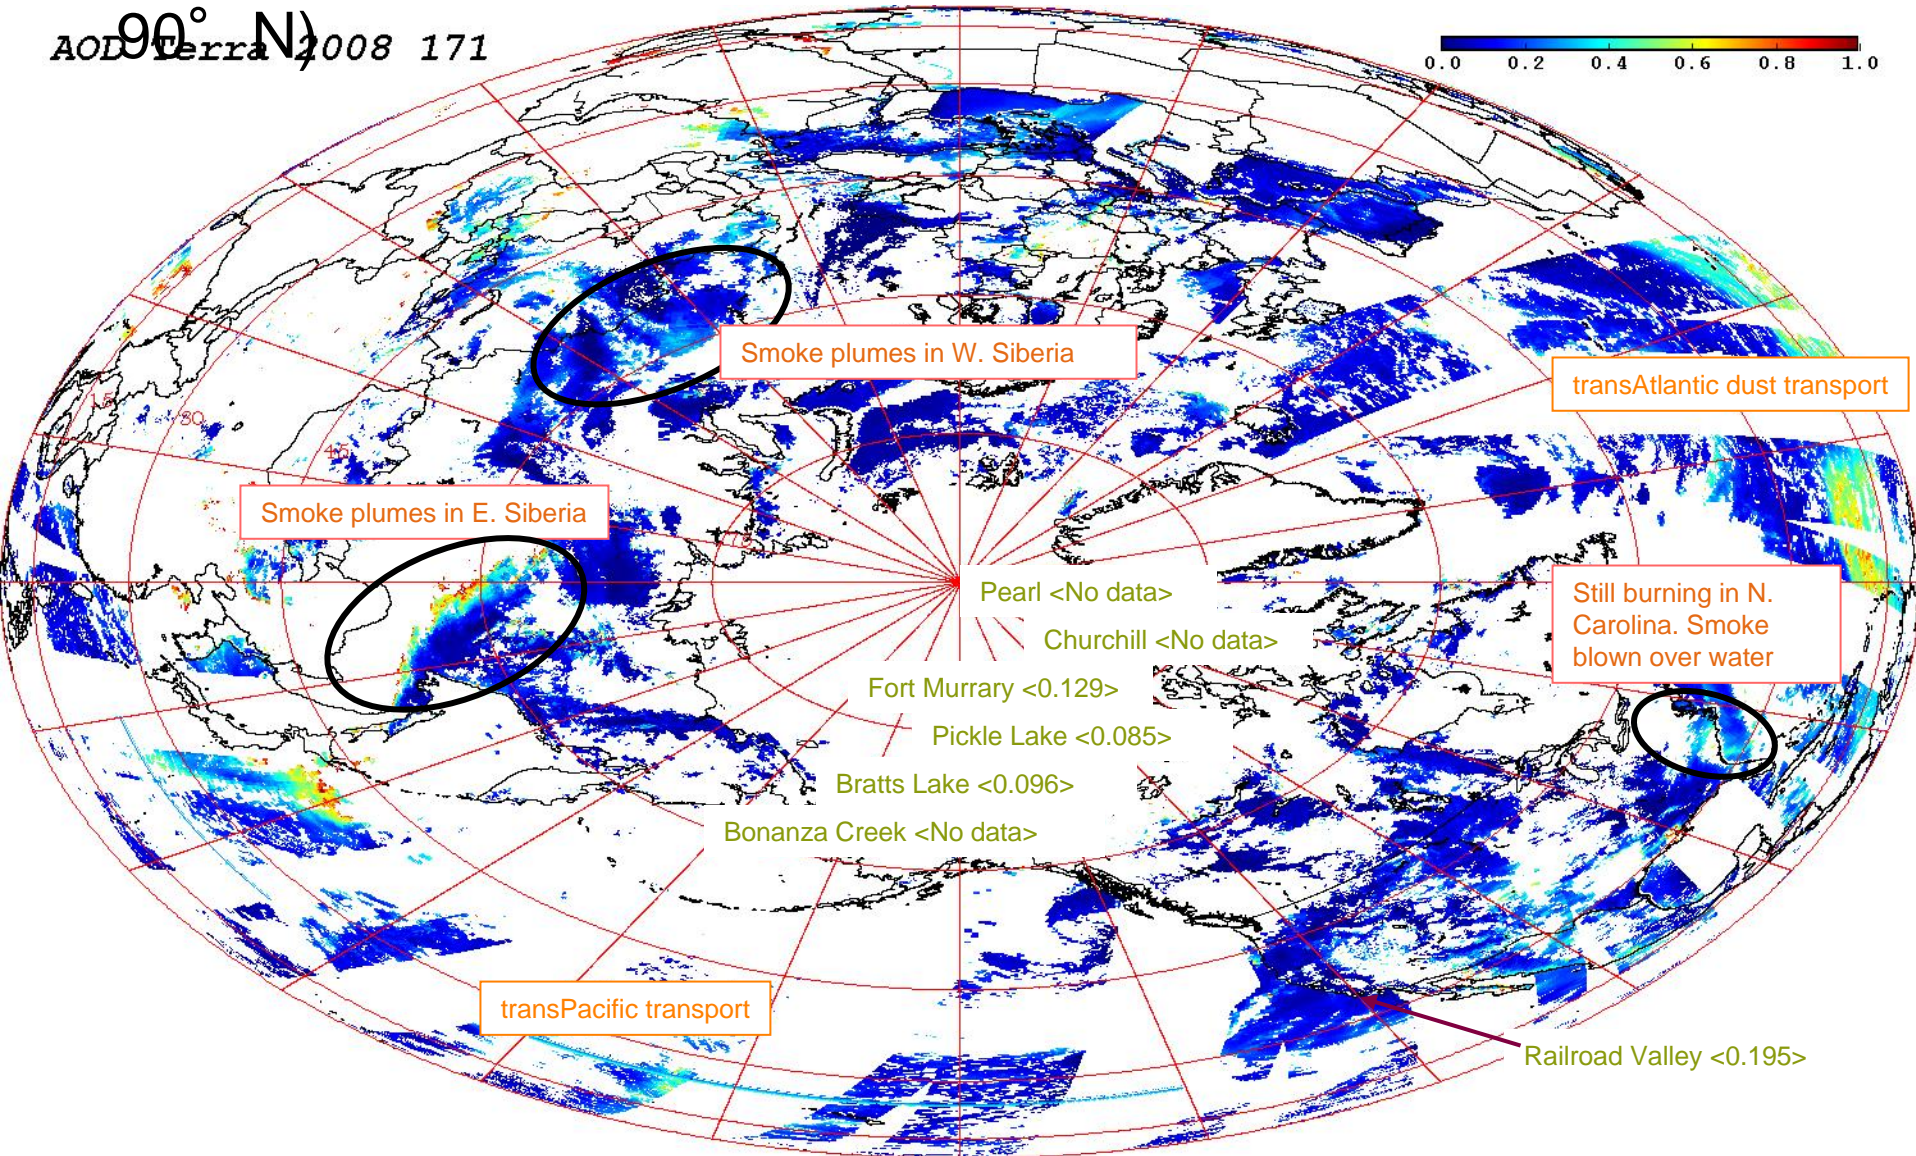 90° N)
AOD Terra 2008 171
0.0 0.2 0.4 0.6 0.8 1.0
Smoke plumes in W. Siberia
transAtlantic dust transport
15
30
Smoke plumes in E. Siberia
Pearl <No data>
Still burning in N.
Carolina. Smoke
blown over water
Churchill <No data>
Fort Murrary <0.129>
Pickle Lake <0.085>
Bratts Lake <0.096>
Bonanza Creek <No data>
transPacific transport
Railroad Valley <0.195>